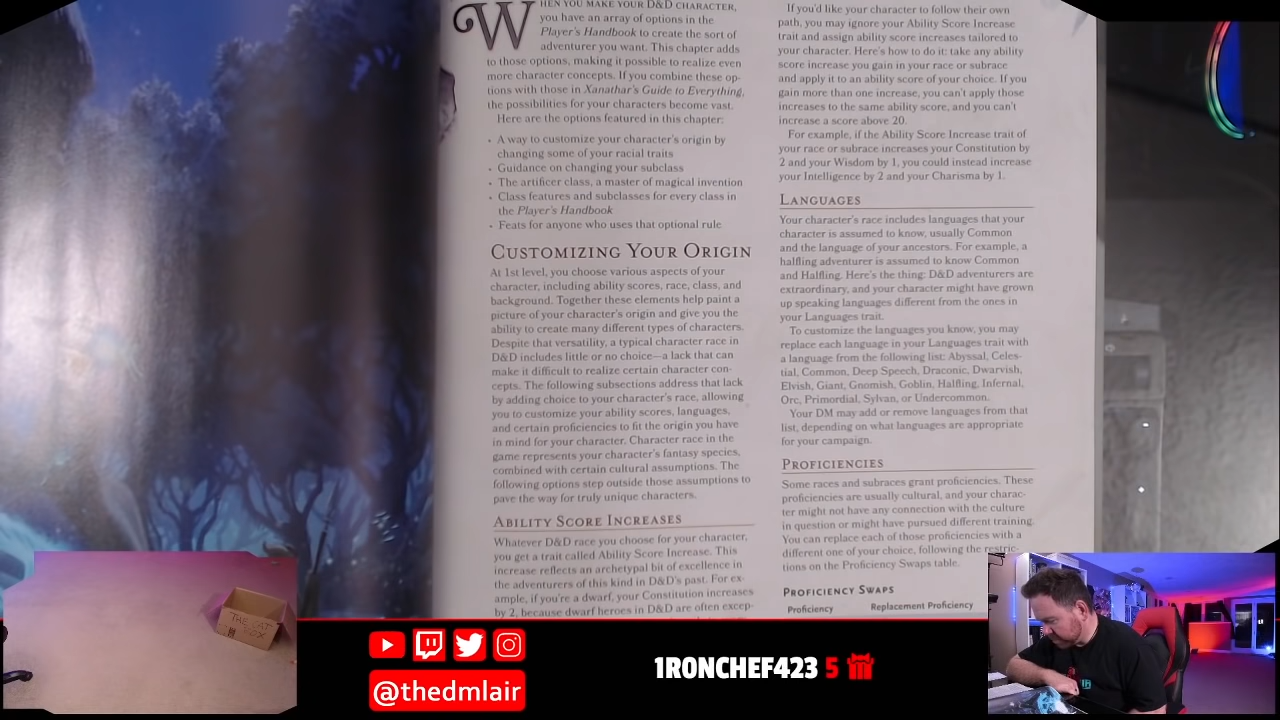 WHEN YOU MAKE YOUR D&D CHARACTER,
you have an array of options in the
Player's Handbook to create the sort of
adventurer you want. This chapter adds
to those options, making it possible to realize even
more character concepts. If you combine these op-
tions with those in Xanathar's Guide to Everything,
the possibilities for your characters become vast.
Here are the options featured in this chapter:
• A way to customize your character's origin by
changing some of your racial traits
• Guidance on changing your subclass
• The artificer class, a master of magical invention
• Class features and subclasses for every class in
the Player's Handbook
• Feats for anyone who uses that optional rule
CUSTOMIZING YOUR ORIGIN
At 1st level, you choose various aspects of your
character, including ability scores, race, class, and
background. Together these elements help paint a
picture of your character's origin and give you the
ability to create many different types of characters.
Despite that versatility, a typical character race in
D&D includes little or no choice—a lack that can
make it difficult to realize certain character con-
cepts. The following subsections address that lack
by adding choice to your character's race, allowing
you to customize your ability scores, languages,
and certain proficiencies to fit the origin you have
in mind for your character. Character race in the
game represents your character's fantasy species,
combined with certain cultural assumptions. The
following options step outside those assumptions to
pave the way for truly unique characters.
ABILITY SCORE INCREASES
Whatever D&D race you choose for your character,
you get a trait called Ability Score Increase. This
increase reflects an archetypal bit of excellence in
the adventurers of this kind in D&D's past. For ex-
ample, if you're a dwarf, your Constitution increases
by 2, because dwarf heroes in D&D are often excep-
If you'd like your character to follow their own
path, you may ignore your Ability Score Increase
trait and assign ability score increases tailored to
your character. Here's how to do it: take any ability
score increase you gain in your race or subrace
and apply it to an ability score of your choice. If you
gain more than one increase, you can't apply those
increases to the same ability score, and you can't
increase a score above 20.
For example, if the Ability Score Increase trait of
your race or subrace increases your Constitution by
2 and your Wisdom by 1, you could instead increase
your Intelligence by 2 and your Charisma by 1.
LANGUAGES
Your character's race includes languages that your
character is assumed to know, usually Common
and the language of your ancestors. For example, a
halfling adventurer is assumed to know Common
and Halfling. Here's the thing: D&D adventurers are
extraordinary, and your character might have grown
up speaking languages different from the ones in
your Languages trait.
To customize the languages you know, you may
replace each language in your Languages trait with
a language from the following list: Abyssal, Celes-
tial, Common, Deep Speech, Draconic, Dwarvish,
Elvish, Giant, Gnomish, Goblin, Halfling, Infernal,
Orc, Primordial, Sylvan, or Undercommon.
Your DM may add or remove languages from that
list, depending on what languages are appropriate
for your campaign.
PROFICIENCIES
Some races and subraces grant proficiencies. These
proficiencies are usually cultural, and your charac-
ter might not have any connection with the culture
in question or might have pursued different training.
You can replace each of those proficiencies with a
different one of your choice, following the restric-
tions on the Proficiency Swaps table.
PROFICIENCY SWAPS
Proficiency Replacement Proficiency
THE CAT
BOX
@thedmlair
1RONCHEF423 5